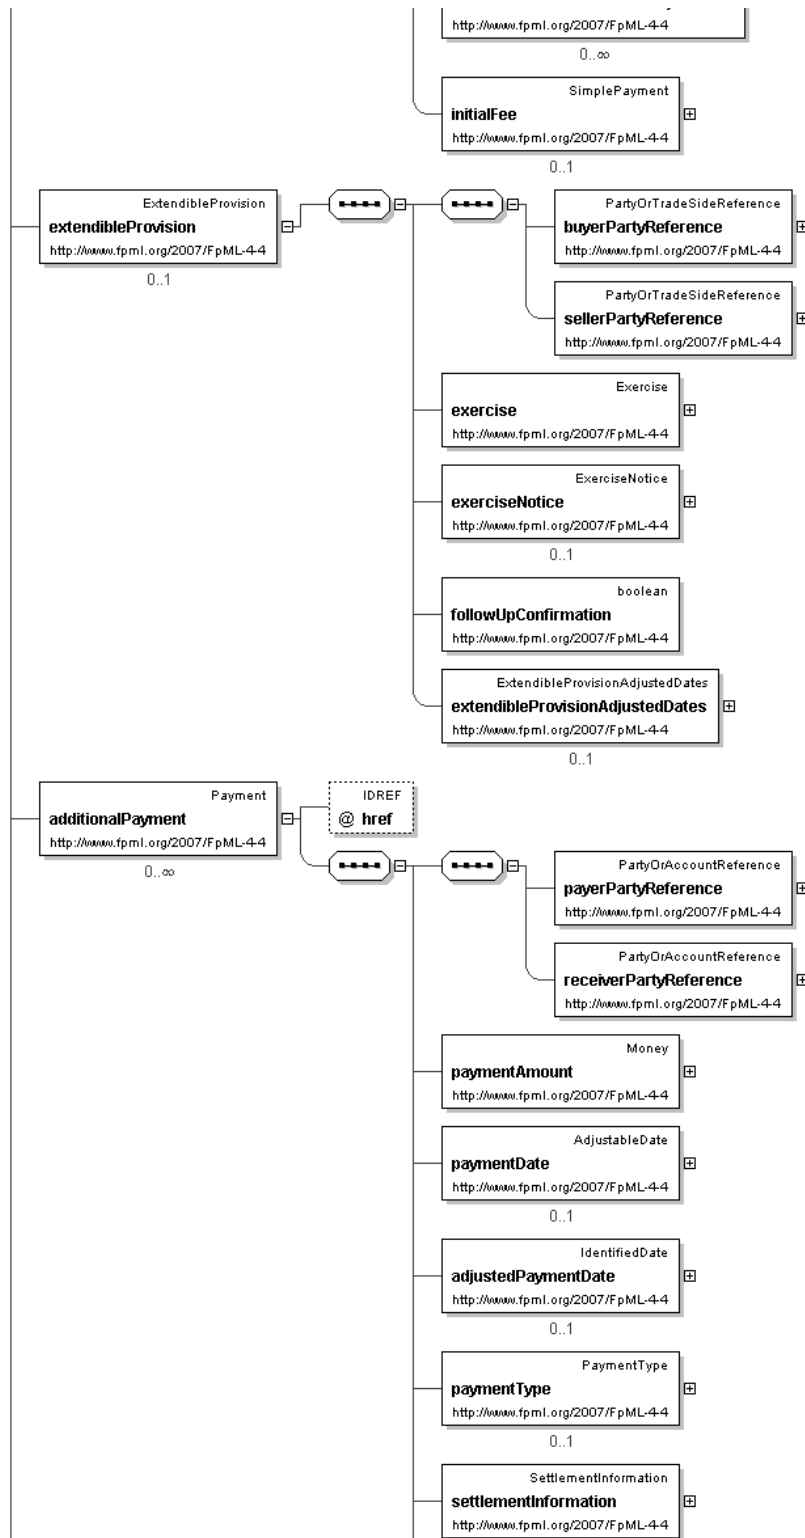 http://www.fpml.org/2007/FpML-4-4
0..∞
SimplePayment
initialFee
http://www.fpml.org/2007/FpML-4-4
0..1
ExtendibleProvision
extendibleProvision
http://www.fpml.org/2007/FpML-4-4
0..1
PartyOrTradeSideReference
buyerPartyReference
http://www.fpml.org/2007/FpML-4-4
PartyOrTradeSideReference
sellerPartyReference
http://www.fpml.org/2007/FpML-4-4
Exercise
exercise
http://www.fpml.org/2007/FpML-4-4
ExerciseNotice
exerciseNotice
http://www.fpml.org/2007/FpML-4-4
0..1
boolean
followUpConfirmation
http://www.fpml.org/2007/FpML-4-4
ExtendibleProvisionAdjustedDates
extendibleProvisionAdjustedDates
http://www.fpml.org/2007/FpML-4-4
0..1
Payment
additionalPayment
http://www.fpml.org/2007/FpML-4-4
0..∞
IDREF
@ href
PartyOrAccountReference
payerPartyReference
http://www.fpml.org/2007/FpML-4-4
PartyOrAccountReference
receiverPartyReference
http://www.fpml.org/2007/FpML-4-4
Money
paymentAmount
http://www.fpml.org/2007/FpML-4-4
AdjustableDate
paymentDate
http://www.fpml.org/2007/FpML-4-4
0..1
IdentifiedDate
adjustedPaymentDate
http://www.fpml.org/2007/FpML-4-4
0..1
PaymentType
paymentType
http://www.fpml.org/2007/FpML-4-4
0..1
SettlementInformation
settlementInformation
http://www.fpml.org/2007/FpML-4-4